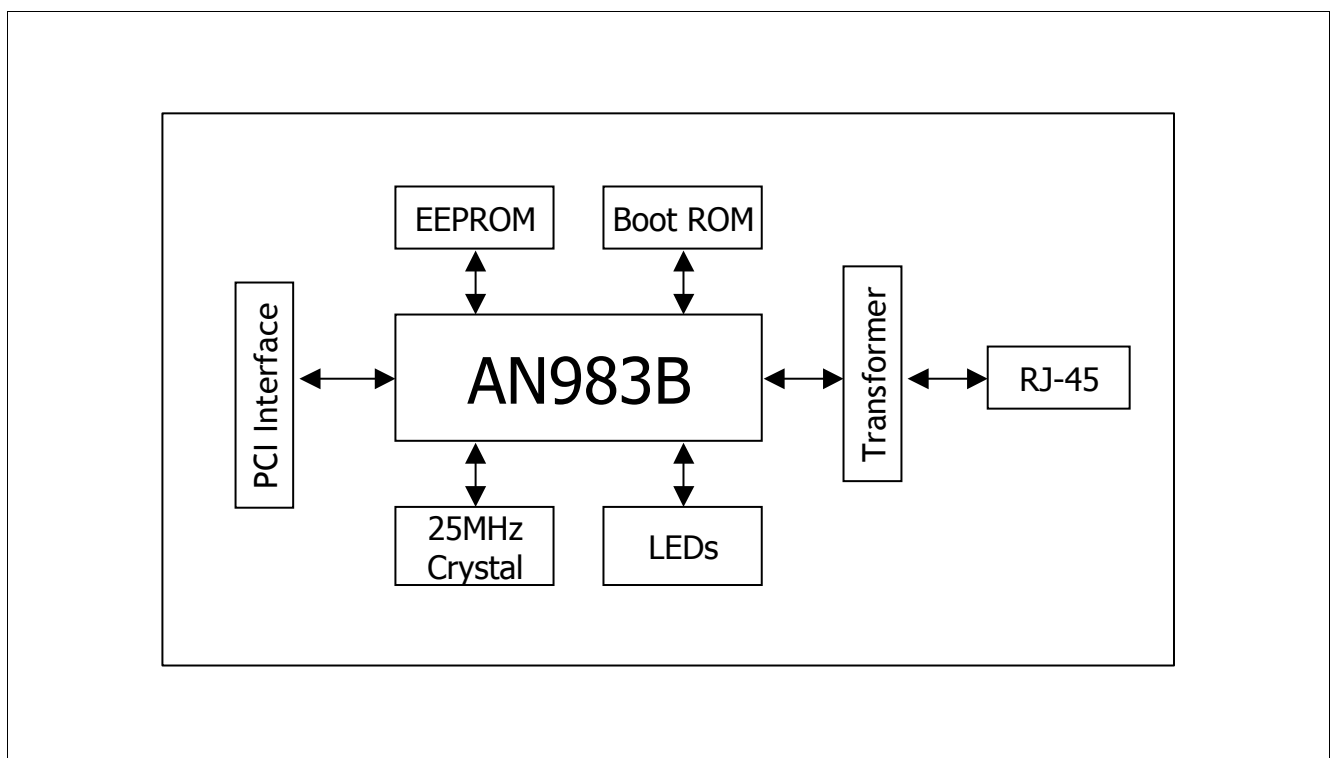 EEPROM
Boot ROM
PCI Interface
AN983B
Transformer
RJ-45
25MHz
Crystal
LEDs